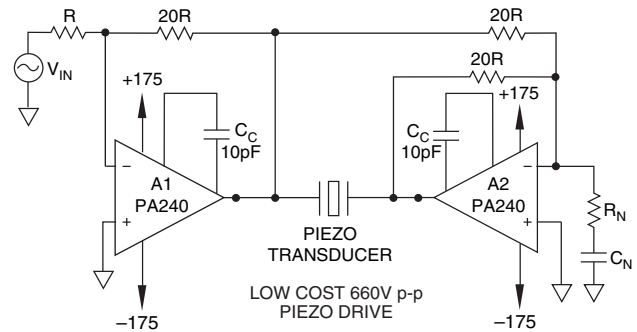 R
20R
20R
20R
V_IN
+175
+175
C_C
10pF
C_C
10pF
–
–
A1
PA240
A2
PA240
+
+
R_N
C_N
PIEZO
TRANSDUCER
–175
–175
LOW COST 660V p-p
PIEZO DRIVE